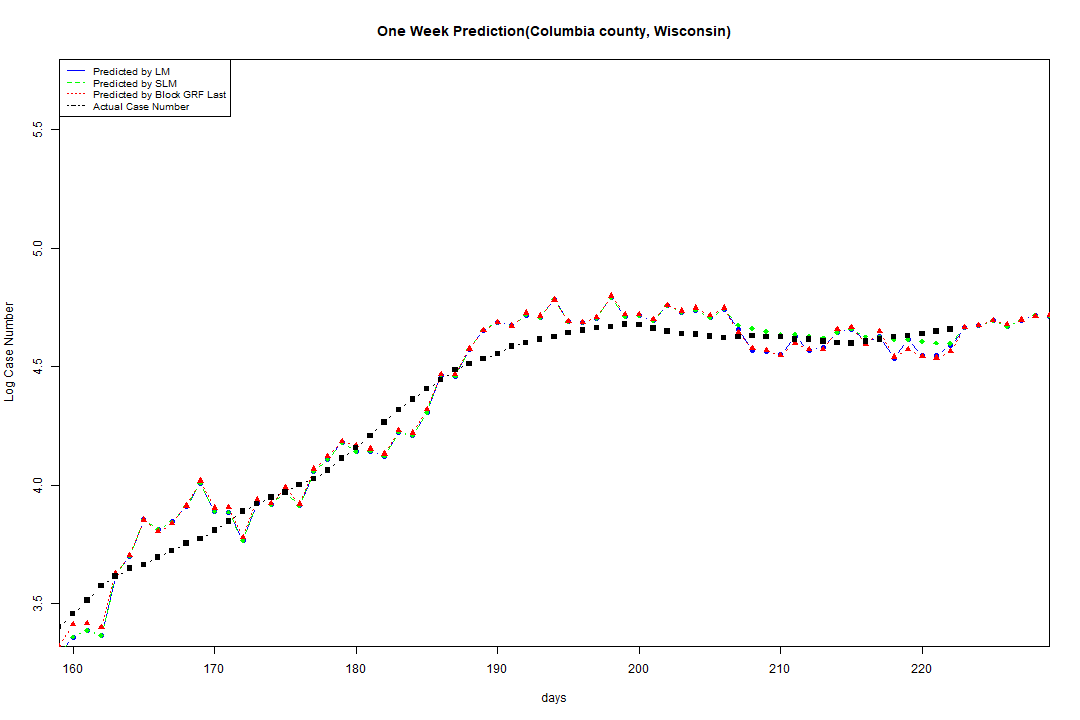 One Week Prediction(Columbia county, Wisconsin)
Predicted by LM
Predicted by SLM
Predicted by Block GRF Last
Actual Case Number
5.5
5.0
4.5
4.0
3.5
Log Case Number
160 170 180 190 200 210 220
days